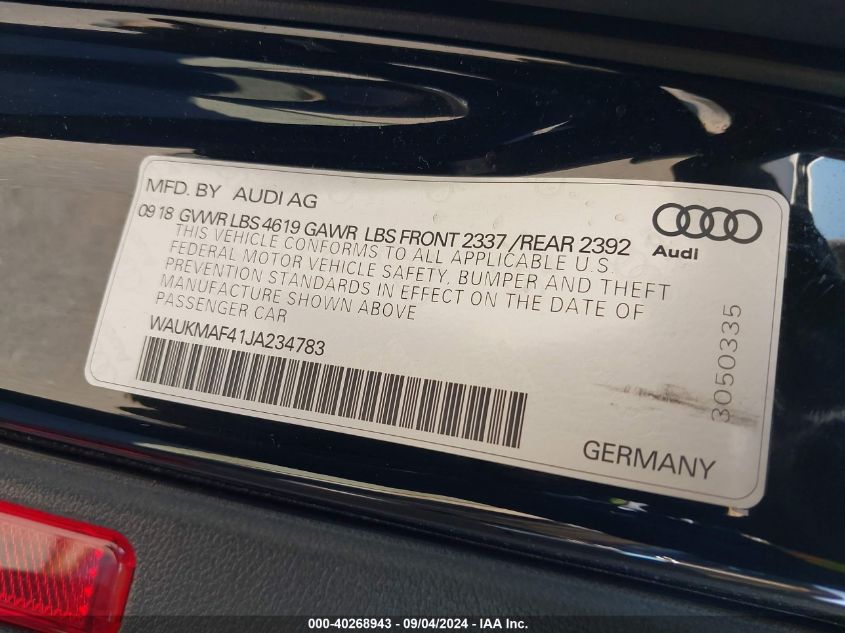 MFD. BY AUDI AG
09 18 GVWR LBS 4619 GAWR LBS FRONT 2337 /REAR 2392
THIS VEHICLE CONFORMS TO ALL APPLICABLE U.S.
FEDERAL MOTOR VEHICLE SAFETY, BUMPER AND THEFT
PREVENTION STANDARDS IN EFFECT ON THE DATE OF
MANUFACTURE SHOWN ABOVE
PASSENGER CAR
WAUKMAF41JA234783
Audi
3050335
GERMANY
000-40268943 - 09/04/2024 - IAA Inc.